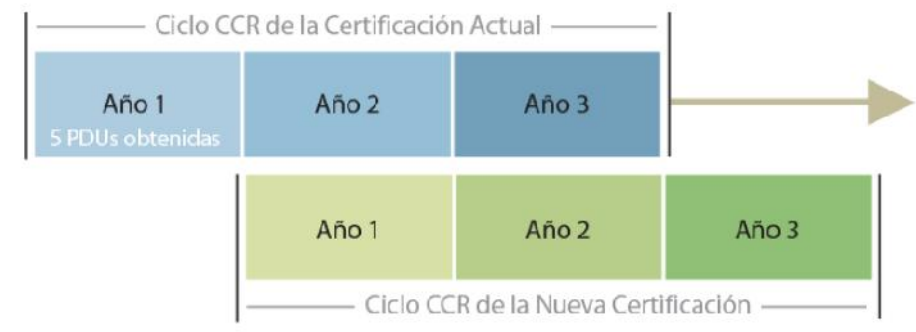 Ciclo CCR de la Certificación Actual
Año 1
Año 2
Año 3
5 PDUs obtenidas
Año 1
Año 2
Año 3
Ciclo CCR de la Nueva Certificación